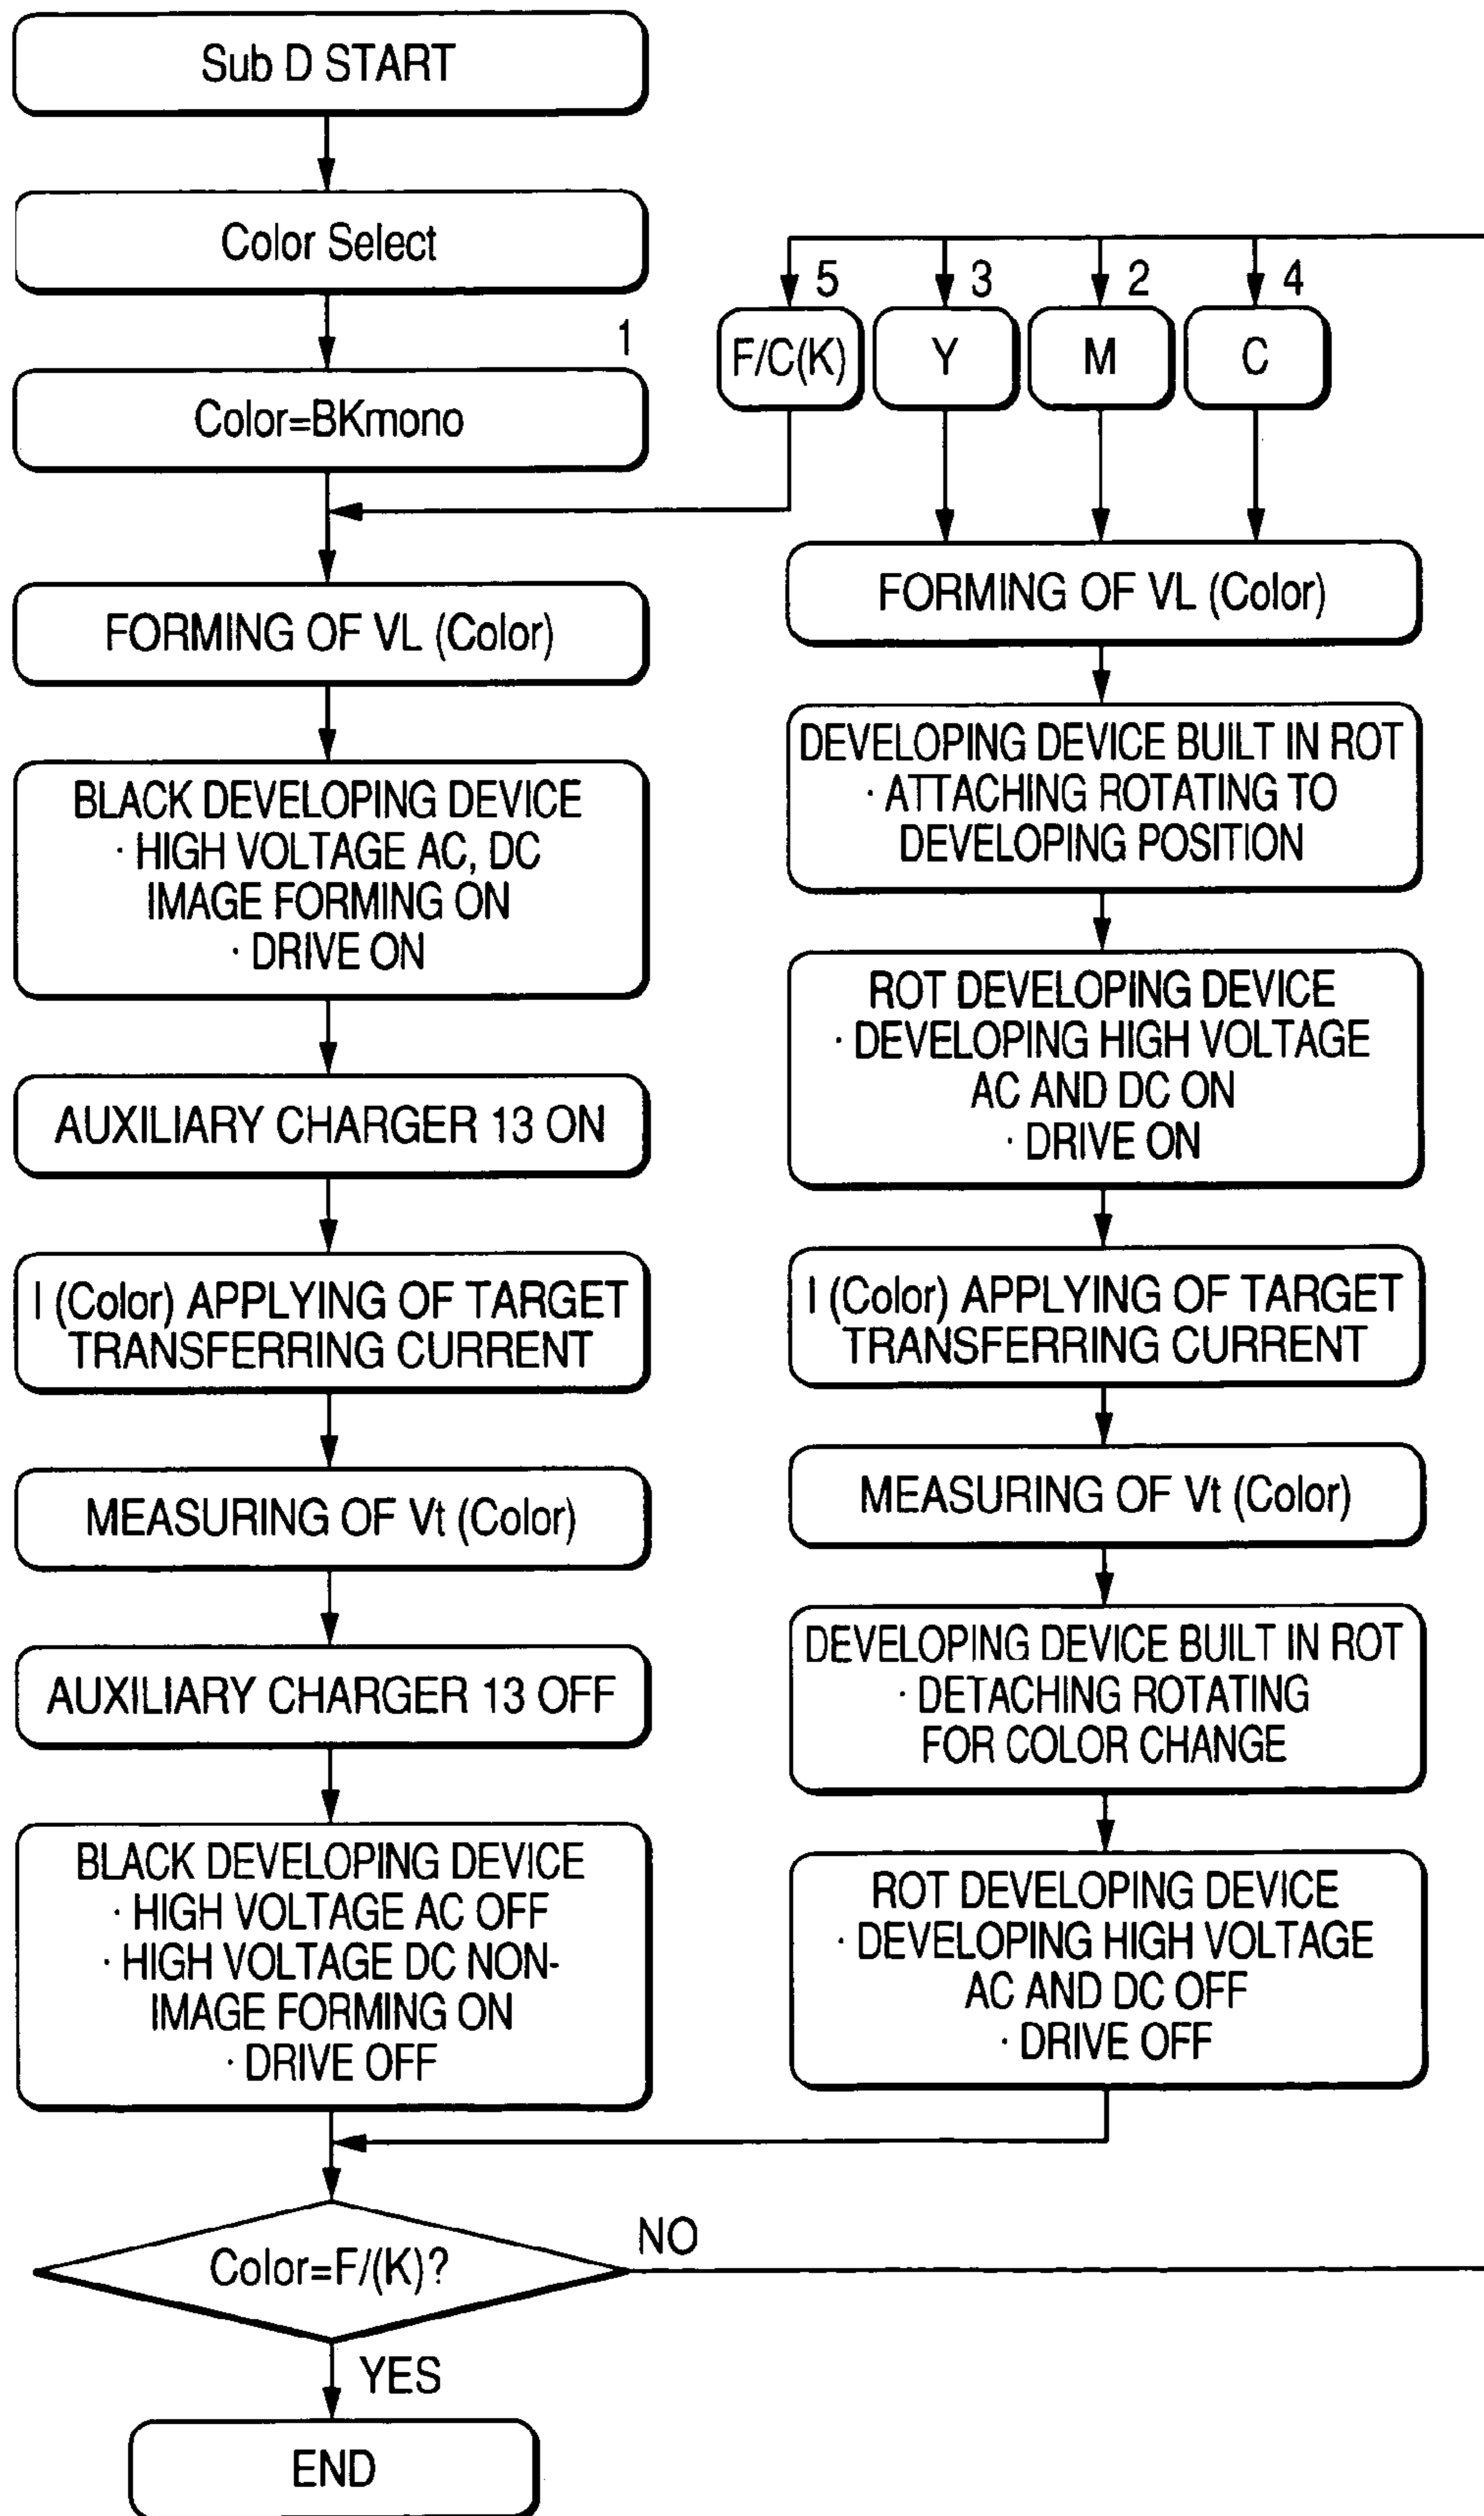 Sub D START
Color Select
1
Color=BKmono
FORMING OF VL (Color)
BLACK DEVELOPING DEVICE
· HIGH VOLTAGE AC, DC
IMAGE FORMING ON
· DRIVE ON
AUXILIARY CHARGER 13 ON
I (Color) APPLYING OF TARGET
TRANSFERRING CURRENT
MEASURING OF Vt (Color)
AUXILIARY CHARGER 13 OFF
BLACK DEVELOPING DEVICE
· HIGH VOLTAGE AC OFF
· HIGH VOLTAGE DC NON-
IMAGE FORMING ON
· DRIVE OFF
Color=F/(K)?
NO
YES
END
5
3
2
4
F/C(K)
Y
M
C
FORMING OF VL (Color)
DEVELOPING DEVICE BUILT IN ROT
· ATTACHING ROTATING TO
DEVELOPING POSITION
ROT DEVELOPING DEVICE
· DEVELOPING HIGH VOLTAGE
AC AND DC ON
· DRIVE ON
I (Color) APPLYING OF TARGET
TRANSFERRING CURRENT
MEASURING OF Vt (Color)
DEVELOPING DEVICE BUILT IN ROT
· DETACHING ROTATING
FOR COLOR CHANGE
ROT DEVELOPING DEVICE
· DEVELOPING HIGH VOLTAGE
AC AND DC OFF
· DRIVE OFF